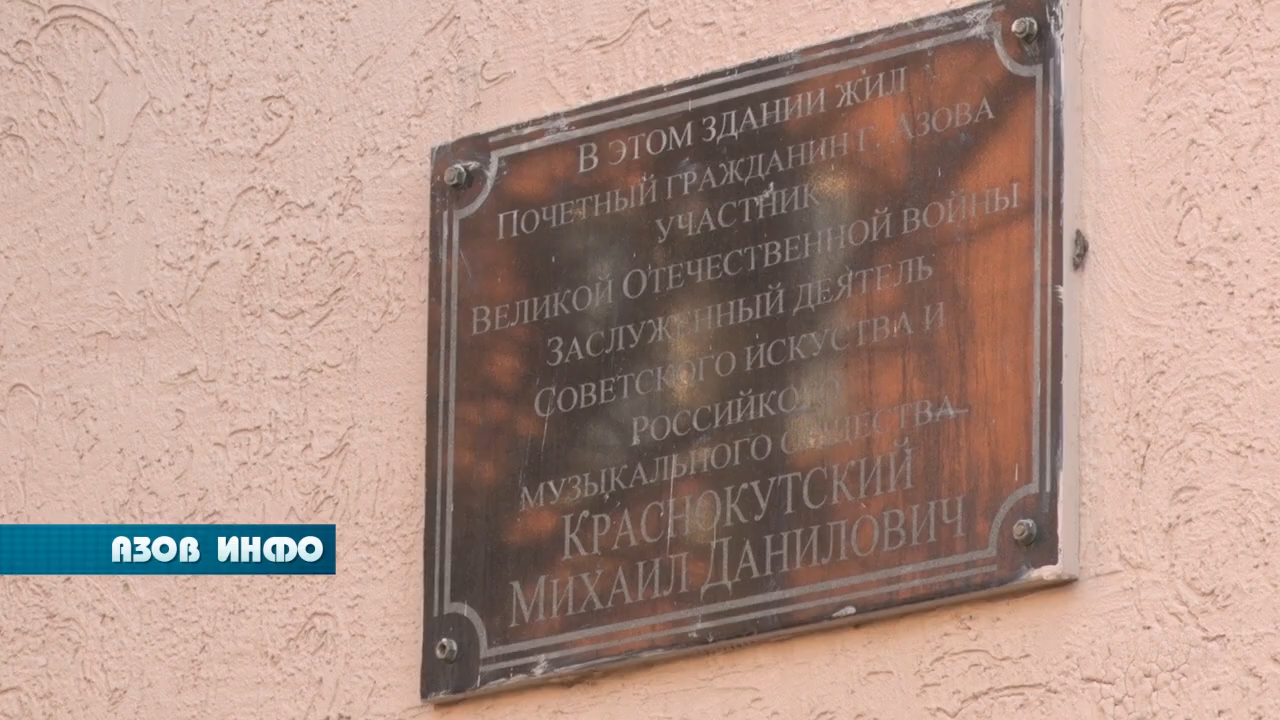 В ЭТОМ ЗДАНИИ ЖИЛ
ПОЧЕТНЫЙ ГРАЖДАНИН Г. АЗОВА
УЧАСТНИК
ВЕЛИКОЙ ОТЕЧЕСТВЕННОЙ ВОЙНЫ
ЗАСЛУЖЕННЫЙ ДЕЯТЕЛЬ
СОВЕТСКОГО ИСКУСТВА И
РОССИЙКОГО
МУЗЫКАЛЬНОГО ОБЩЕСТВА
КРАСНОКУТСКИЙ
МИХАИЛ ДАНИЛОВИЧ
АЗОВ ИНФО